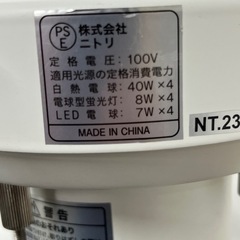 PS
E
株式会社
ニトリ
定格電圧：100V
適用光源の定格消費電力
白熱電球：40W×4
電球型蛍光灯：8W×4
LED電球：7W×4
MADE IN CHINA
NT.23
警告